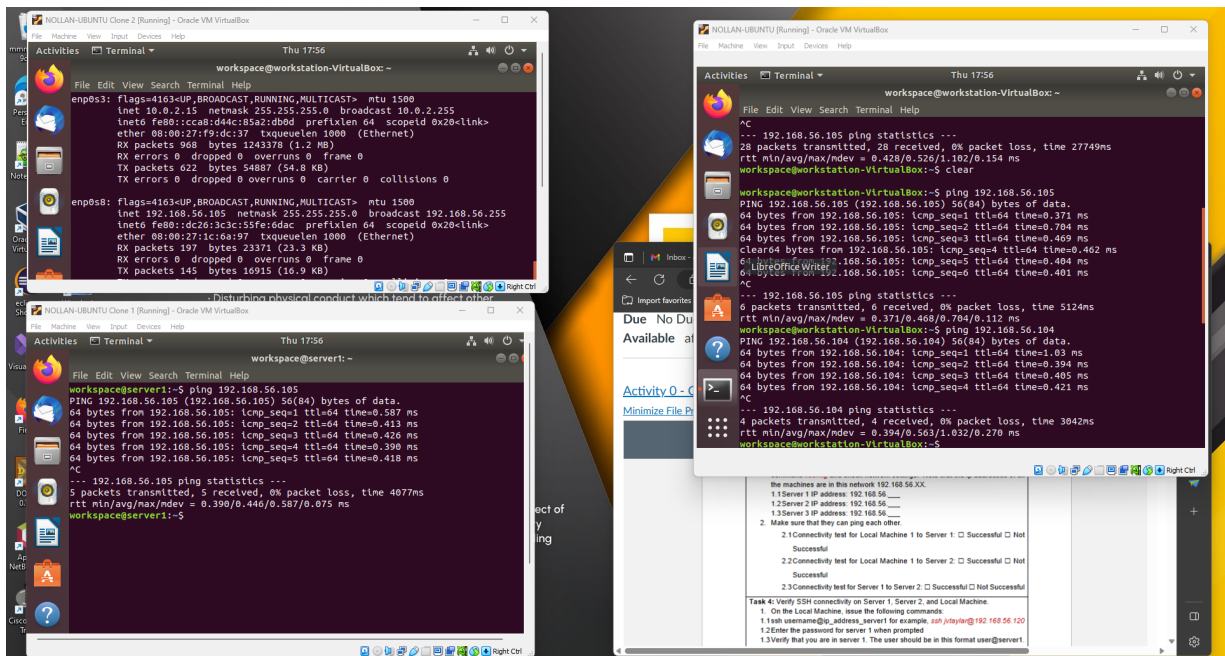 NOLLAN-UBUNTU Clone 2 [Running] - Oracle VM VirtualBox
File Machine View Input Devices Help
Activities Terminal Thu 17:56
workspace@workstation-VirtualBox: ~
File Edit View Search Terminal Help
enp0s3: flags=4163<UP,BROADCAST,RUNNING,MULTICAST> mtu 1500
inet 10.0.2.15 netmask 255.255.255.0 broadcast 10.0.2.255
inet6 fe80::cca8:d44c:85a2:db0d prefixlen 64 scopeid 0x20<link>
ether 08:00:27:f9:dc:37 txqueuelen 1000 (Ethernet)
RX packets 968 bytes 1243378 (1.2 MB)
RX errors 0 dropped 0 overruns 0 frame 0
TX packets 622 bytes 54887 (54.8 KB)
TX errors 0 dropped 0 overruns 0 carrier 0 collisions 0
enp0s8: flags=4163<UP,BROADCAST,RUNNING,MULTICAST> mtu 1500
inet 192.168.56.105 netmask 255.255.255.0 broadcast 192.168.56.255
inet6 fe80::dc26:3c3c:55fe:6dac prefixlen 64 scopeid 0x20<link>
ether 08:00:27:1c:6a:97 txqueuelen 1000 (Ethernet)
RX packets 197 bytes 23371 (23.3 KB)
RX errors 0 dropped 0 overruns 0 frame 0
TX packets 145 bytes 16915 (16.9 KB)
Right Ctrl
· Disturbing physical conduct which tend to affect other
NOLLAN-UBUNTU Clone 1 [Running] - Oracle VM VirtualBox
File Machine View Input Devices Help
Activities Terminal Thu 17:56
workspace@server1: ~
File Edit View Search Terminal Help
workspace@server1:~$ ping 192.168.56.105
PING 192.168.56.105 (192.168.56.105) 56(84) bytes of data.
64 bytes from 192.168.56.105: icmp_seq=1 ttl=64 time=0.587 ms
64 bytes from 192.168.56.105: icmp_seq=2 ttl=64 time=0.413 ms
64 bytes from 192.168.56.105: icmp_seq=3 ttl=64 time=0.426 ms
64 bytes from 192.168.56.105: icmp_seq=4 ttl=64 time=0.390 ms
64 bytes from 192.168.56.105: icmp_seq=5 ttl=64 time=0.418 ms
^C
--- 192.168.56.105 ping statistics ---
5 packets transmitted, 5 received, 0% packet loss, time 4077ms
rtt min/avg/max/mdev = 0.390/0.446/0.587/0.075 ms
workspace@server1:~$
Right Ctrl
NOLLAN-UBUNTU [Running] - Oracle VM VirtualBox
File Machine View Input Devices Help
Activities Terminal Thu 17:56
workspace@workstation-VirtualBox: ~
File Edit View Search Terminal Help
^C
--- 192.168.56.105 ping statistics ---
28 packets transmitted, 28 received, 0% packet loss, time 27749ms
rtt min/avg/max/mdev = 0.428/0.526/1.102/0.154 ms
workspace@workstation-VirtualBox:~$ clear
workspace@workstation-VirtualBox:~$ ping 192.168.56.105
PING 192.168.56.105 (192.168.56.105) 56(84) bytes of data.
64 bytes from 192.168.56.105: icmp_seq=1 ttl=64 time=0.371 ms
64 bytes from 192.168.56.105: icmp_seq=2 ttl=64 time=0.704 ms
64 bytes from 192.168.56.105: icmp_seq=3 ttl=64 time=0.469 ms
clear64 bytes from 192.168.56.105: icmp_seq=4 ttl=64 time=0.462 ms
64 bytes from 192.168.56.105: icmp_seq=5 ttl=64 time=0.404 ms
LibreOffice Writer
168.56.105: icmp_seq=6 ttl=64 time=0.401 ms
^C
--- 192.168.56.105 ping statistics ---
6 packets transmitted, 6 received, 0% packet loss, time 5124ms
rtt min/avg/max/mdev = 0.371/0.468/0.704/0.112 ms
workspace@workstation-VirtualBox:~$ ping 192.168.56.104
PING 192.168.56.104 (192.168.56.104) 56(84) bytes of data.
64 bytes from 192.168.56.104: icmp_seq=1 ttl=64 time=1.03 ms
64 bytes from 192.168.56.104: icmp_seq=2 ttl=64 time=0.394 ms
64 bytes from 192.168.56.104: icmp_seq=3 ttl=64 time=0.405 ms
64 bytes from 192.168.56.104: icmp_seq=4 ttl=64 time=0.421 ms
^C
--- 192.168.56.104 ping statistics ---
4 packets transmitted, 4 received, 0% packet loss, time 3042ms
rtt min/avg/max/mdev = 0.394/0.563/1.032/0.270 ms
workspace@workstation-VirtualBox:~$
Right Ctrl
Inbox -
Import favorites
Due No Du
Available af
Activity 0 - C
Minimize File Pr
the machines are in this network 192.168.56.XX.
1.1 Server 1 IP address: 192.168.56.___
1.2 Server 2 IP address: 192.168.56.___
1.3 Server 3 IP address: 192.168.56.___
2. Make sure that they can ping each other.
2.1 Connectivity test for Local Machine 1 to Server 1: ☐ Successful ☐ Not
Successful
2.2 Connectivity test for Local Machine 1 to Server 2: ☐ Successful ☐ Not
Successful
2.3 Connectivity test for Server 1 to Server 2: ☐ Successful ☐ Not Successful
Task 4: Verify SSH connectivity on Server 1, Server 2, and Local Machine.
1. On the Local Machine, issue the following commands:
1.1 ssh username@ip_address_server1 for example, ssh jvtaylar@192.168.56.120
1.2 Enter the password for server 1 when prompted
1.3 Verify that you are in server 1. The user should be in this format user@server1.